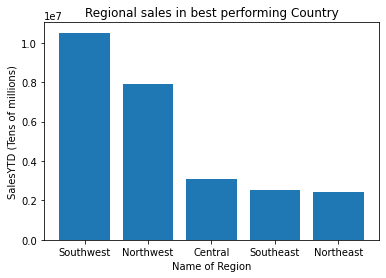 Regional sales in best performing Country
1e7
1.0
0.8
0.6
0.4
0.2
0.0
SalesYTD (Tens of millions)
Southwest Northwest Central Southeast Northeast
Name of Region